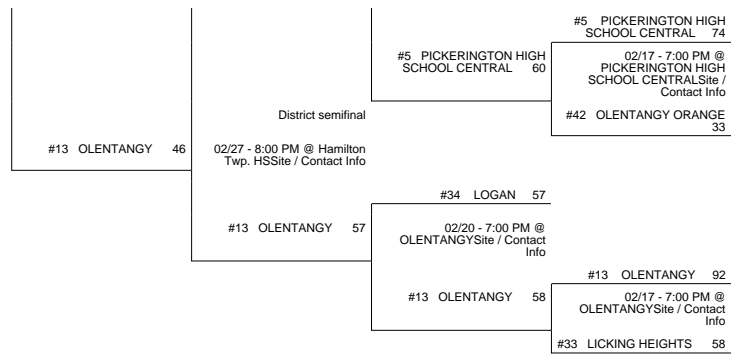 #5 PICKERINGTON HIGH
SCHOOL CENTRAL 74
#5 PICKERINGTON HIGH
SCHOOL CENTRAL 60
02/17 - 7:00 PM @
PICKERINGTON HIGH
SCHOOL CENTRALSite /
Contact Info
District semifinal
#42 OLENTANGY ORANGE
33
#13 OLENTANGY 46
02/27 - 8:00 PM @ Hamilton
Twp. HSSite / Contact Info
#34 LOGAN 57
#13 OLENTANGY 57
02/20 - 7:00 PM @
OLENTANGYSite / Contact
Info
#13 OLENTANGY 92
#13 OLENTANGY 58
02/17 - 7:00 PM @
OLENTANGYSite / Contact
Info
#33 LICKING HEIGHTS 58